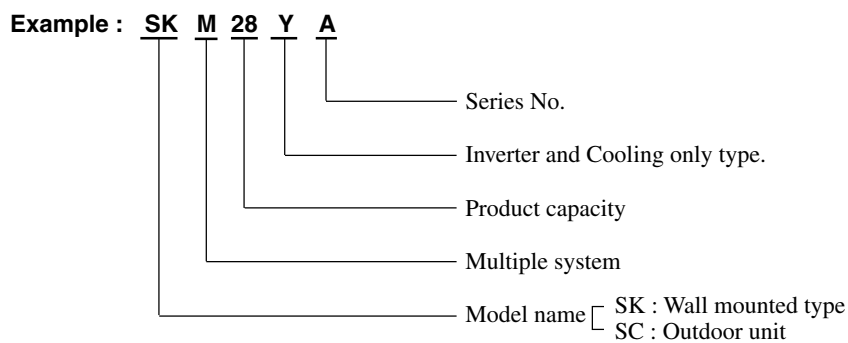 Example : SK M 28 Y A
Series No.
Inverter and Cooling only type.
Product capacity
Multiple system
Model name SK : Wall mounted type
SC : Outdoor unit